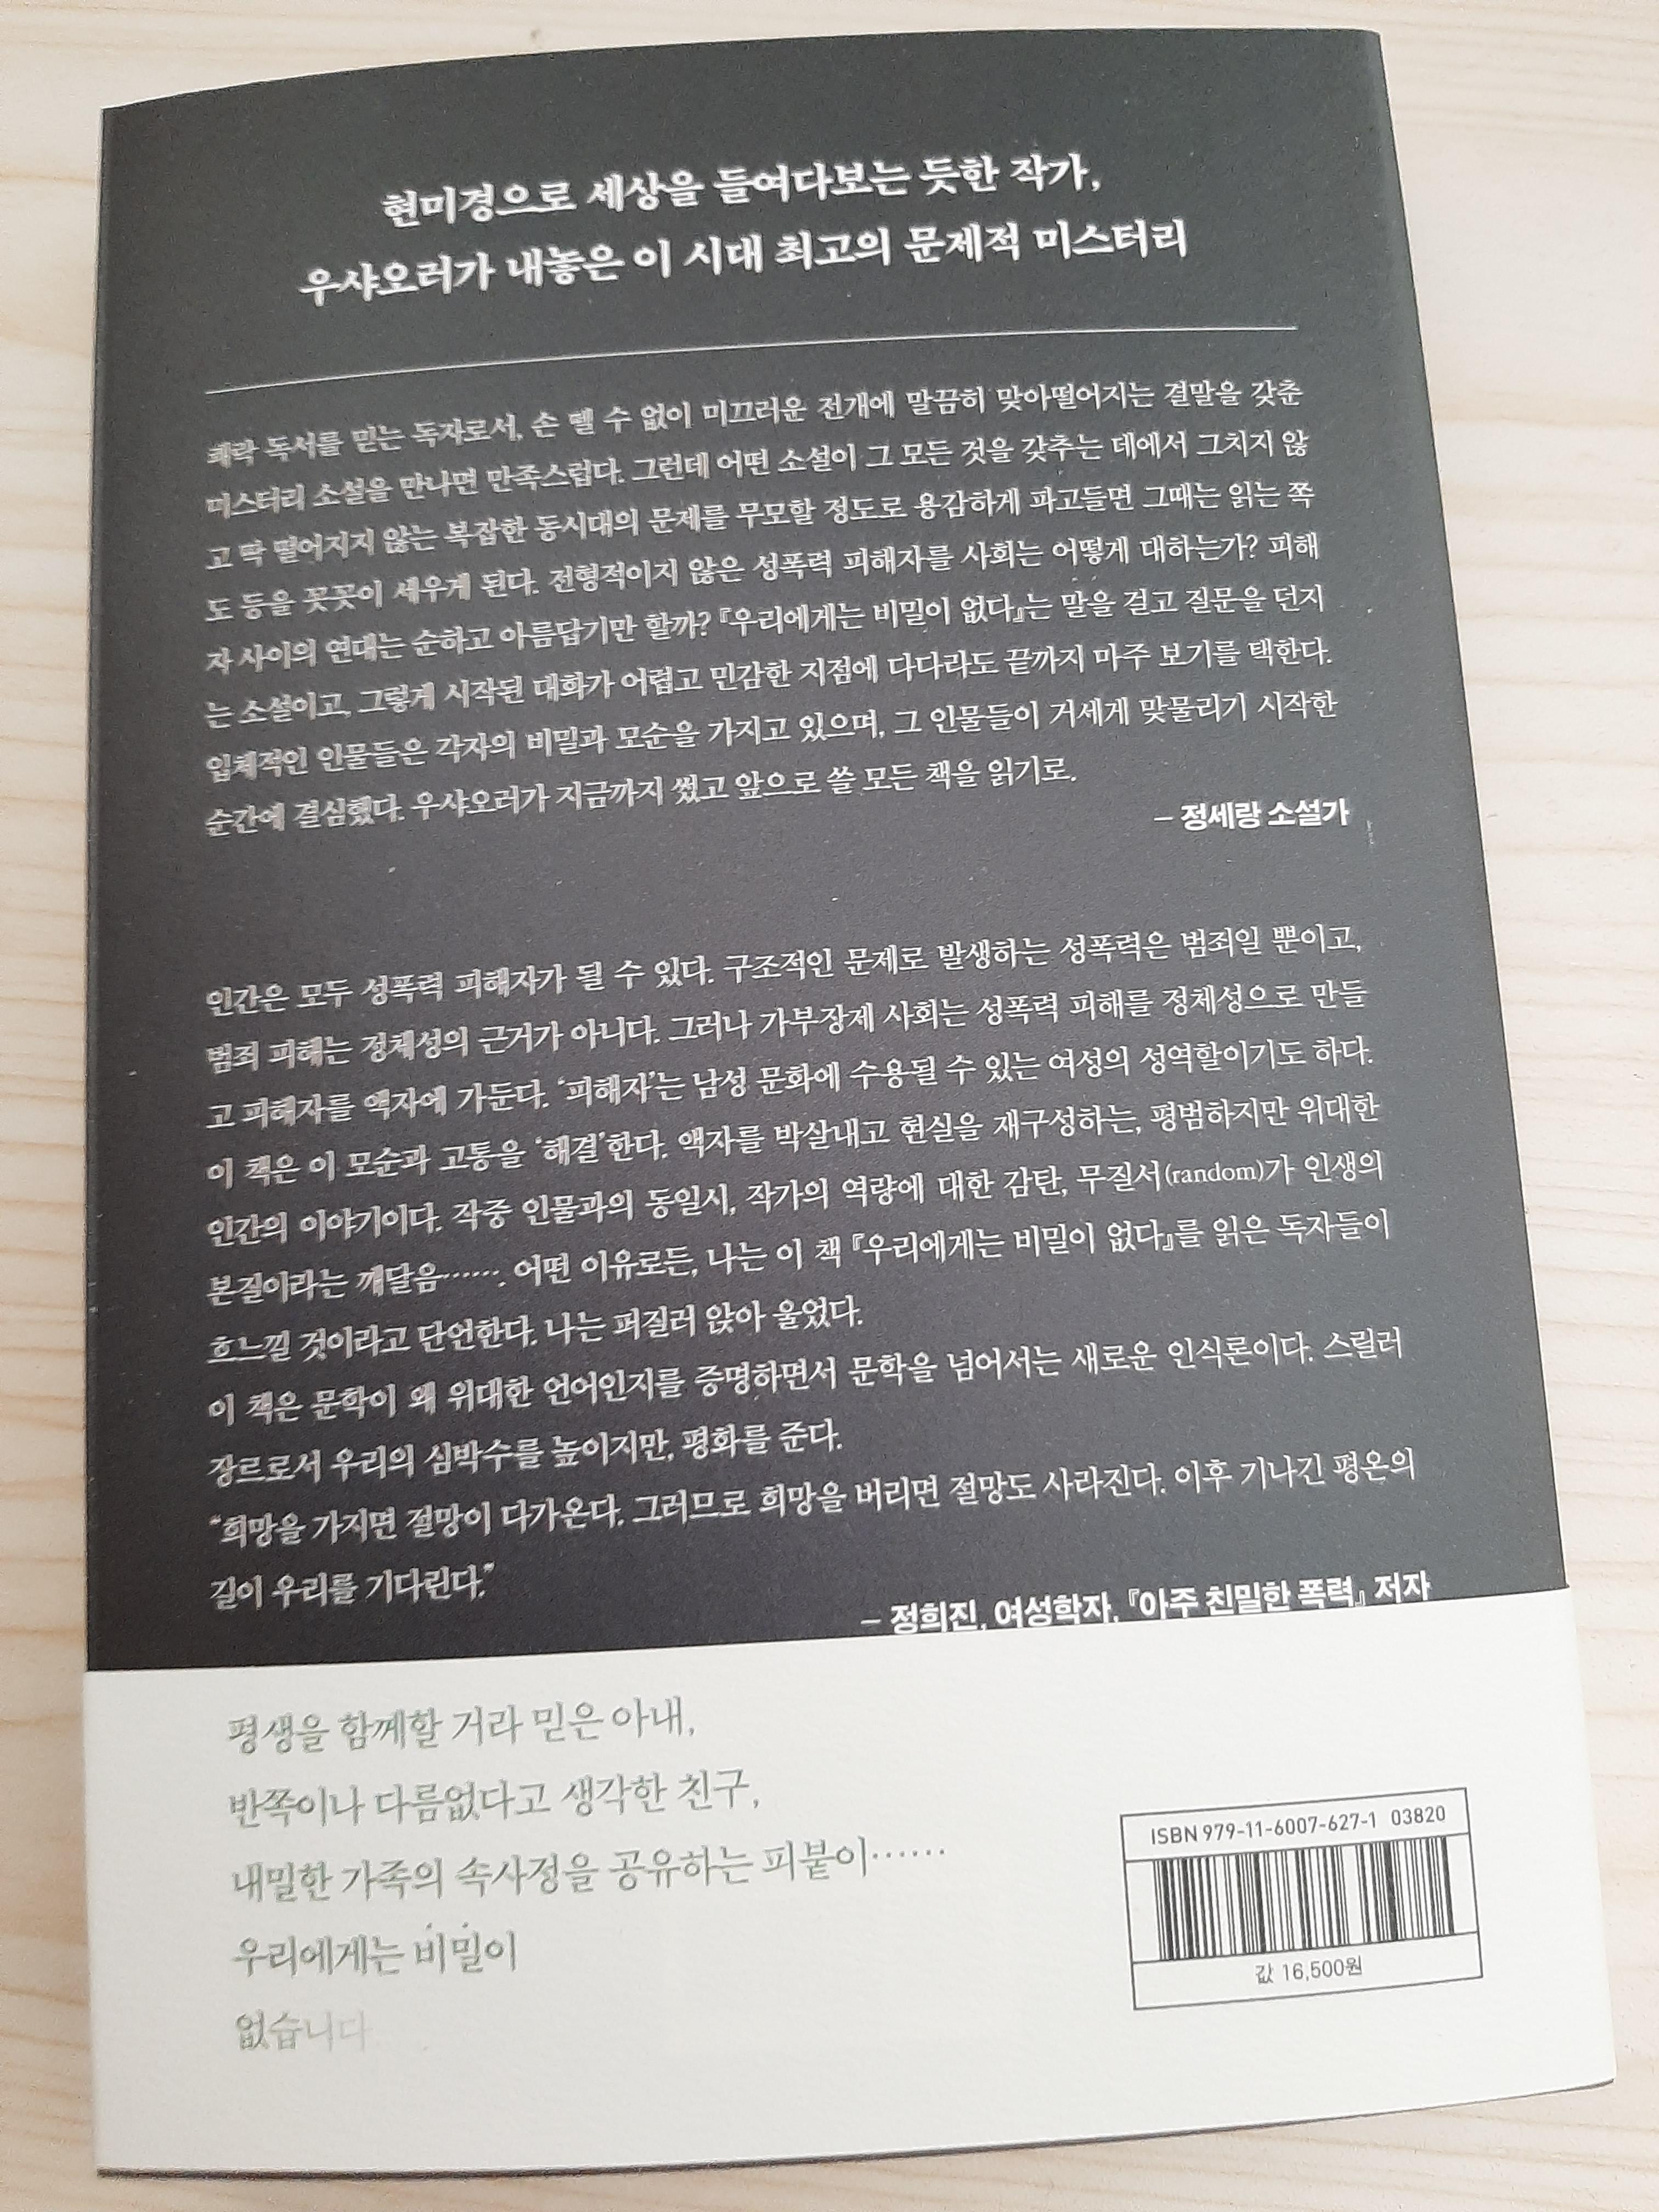 현미경으로 세상을 들여다보는 듯한 작가,
우샤오러가 내놓은 이 시대 최고의 문제적 미스터리
쾌락 독서를 믿는 독자로서, 손 뗄 수 없이 미끄러운 전개에 말끔히 맞아떨어지는 결말을 갖춘
미스터리 소설을 만나면 만족스럽다. 그런데 어떤 소설이 그 모든 것을 갖추는 데에서 그치지 않
고 딱 떨어지지 않는 복잡한 동시대의 문제를 무모할 정도로 용감하게 파고들면 그때는 읽는 쪽
도 등을 꼿꼿이 세우게 된다. 전형적이지 않은 성폭력 피해자를 사회는 어떻게 대하는가? 피해
자 사이의 연대는 순하고 아름답기만 할까? 『우리에게는 비밀이 없다』는 말을 걸고 질문을 던지
는 소설이고, 그렇게 시작된 대화가 어렵고 민감한 지점에 다다라도 끝까지 마주 보기를 택한다.
입체적인 인물들은 각자의 비밀과 모순을 가지고 있으며, 그 인물들이 거세게 맞물리기 시작한
순간에 결심했다. 우샤오러가 지금까지 썼고 앞으로 쓸 모든 책을 읽기로.
– 정세랑 소설가
인간은 모두 성폭력 피해자가 될 수 있다. 구조적인 문제로 발생하는 성폭력은 범죄일 뿐이고,
범죄 피해는 정체성의 근거가 아니다. 그러나 가부장제 사회는 성폭력 피해를 정체성으로 만들
고 피해자를 액자에 가둔다. ‘피해자’는 남성 문화에 수용될 수 있는 여성의 성역할이기도 하다.
이 책은 이 모순과 고통을 ‘해결’한다. 액자를 박살내고 현실을 재구성하는, 평범하지만 위대한
인간의 이야기이다. 작중 인물과의 동일시, 작가의 역량에 대한 감탄, 무질서(random)가 인생의
본질이라는 깨달음……. 어떤 이유로든, 나는 이 책 『우리에게는 비밀이 없다』를 읽은 독자들이
흐느낄 것이라고 단언한다. 나는 퍼질러 앉아 울었다.
이 책은 문학이 왜 위대한 언어인지를 증명하면서 문학을 넘어서는 새로운 인식론이다. 스릴러
장르로서 우리의 심박수를 높이지만, 평화를 준다.
“희망을 가지면 절망이 다가온다. 그러므로 희망을 버리면 절망도 사라진다. 이후 기나긴 평온의
길이 우리를 기다린다.”
– 정희진, 여성학자, 『아주 친밀한 폭력』 저자
평생을 함께할 거라 믿은 아내,
반쪽이나 다름없다고 생각한 친구,
내밀한 가족의 속사정을 공유하는 피붙이……
우리에게는 비밀이
없습니다
ISBN 979-11-6007-627-1 03820
값 16,500원